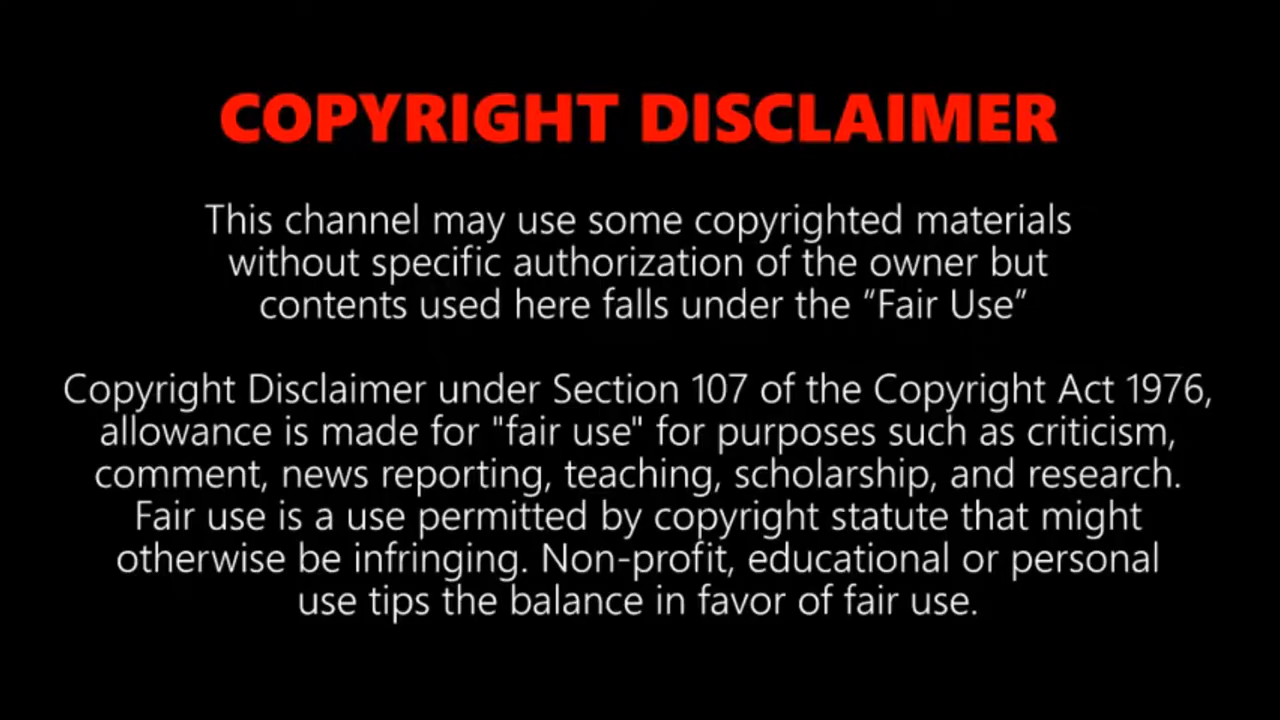 COPYRIGHT DISCLAIMER
This channel may use some copyrighted materials
without specific authorization of the owner but
contents used here falls under the “Fair Use”
Copyright Disclaimer under Section 107 of the Copyright Act 1976,
allowance is made for "fair use" for purposes such as criticism,
comment, news reporting, teaching, scholarship, and research.
Fair use is a use permitted by copyright statute that might
otherwise be infringing. Non-profit, educational or personal
use tips the balance in favor of fair use.